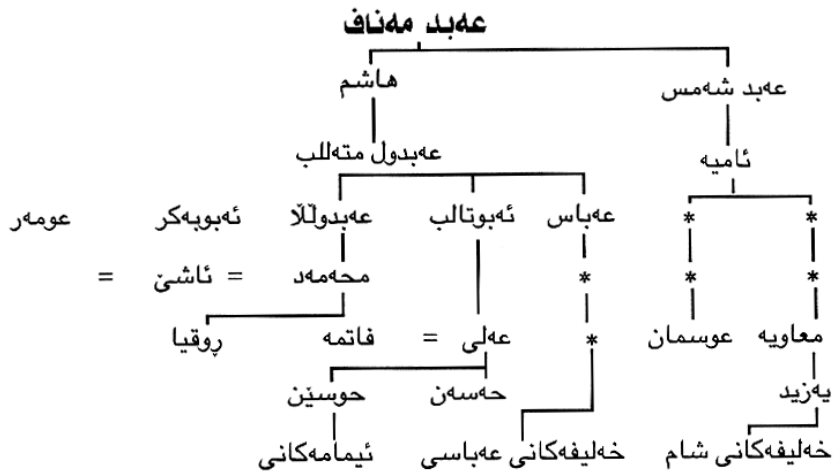 عەبد مەناف
عەبد شەمس هاشم
ئامیە عەبدول متەللب
* * عەباس ئەبوتالب عەبدوڵڵا ئەبوبەکر عومەر
* * * محەمەد = ئاشێ =
معاویە عوسمان * عەلی = فاتمە ڕوقیا
یەزید حەسەن حوسێن
خەلیفەکانی شام خەلیفەکانی عەباسی ئیمامەکانی